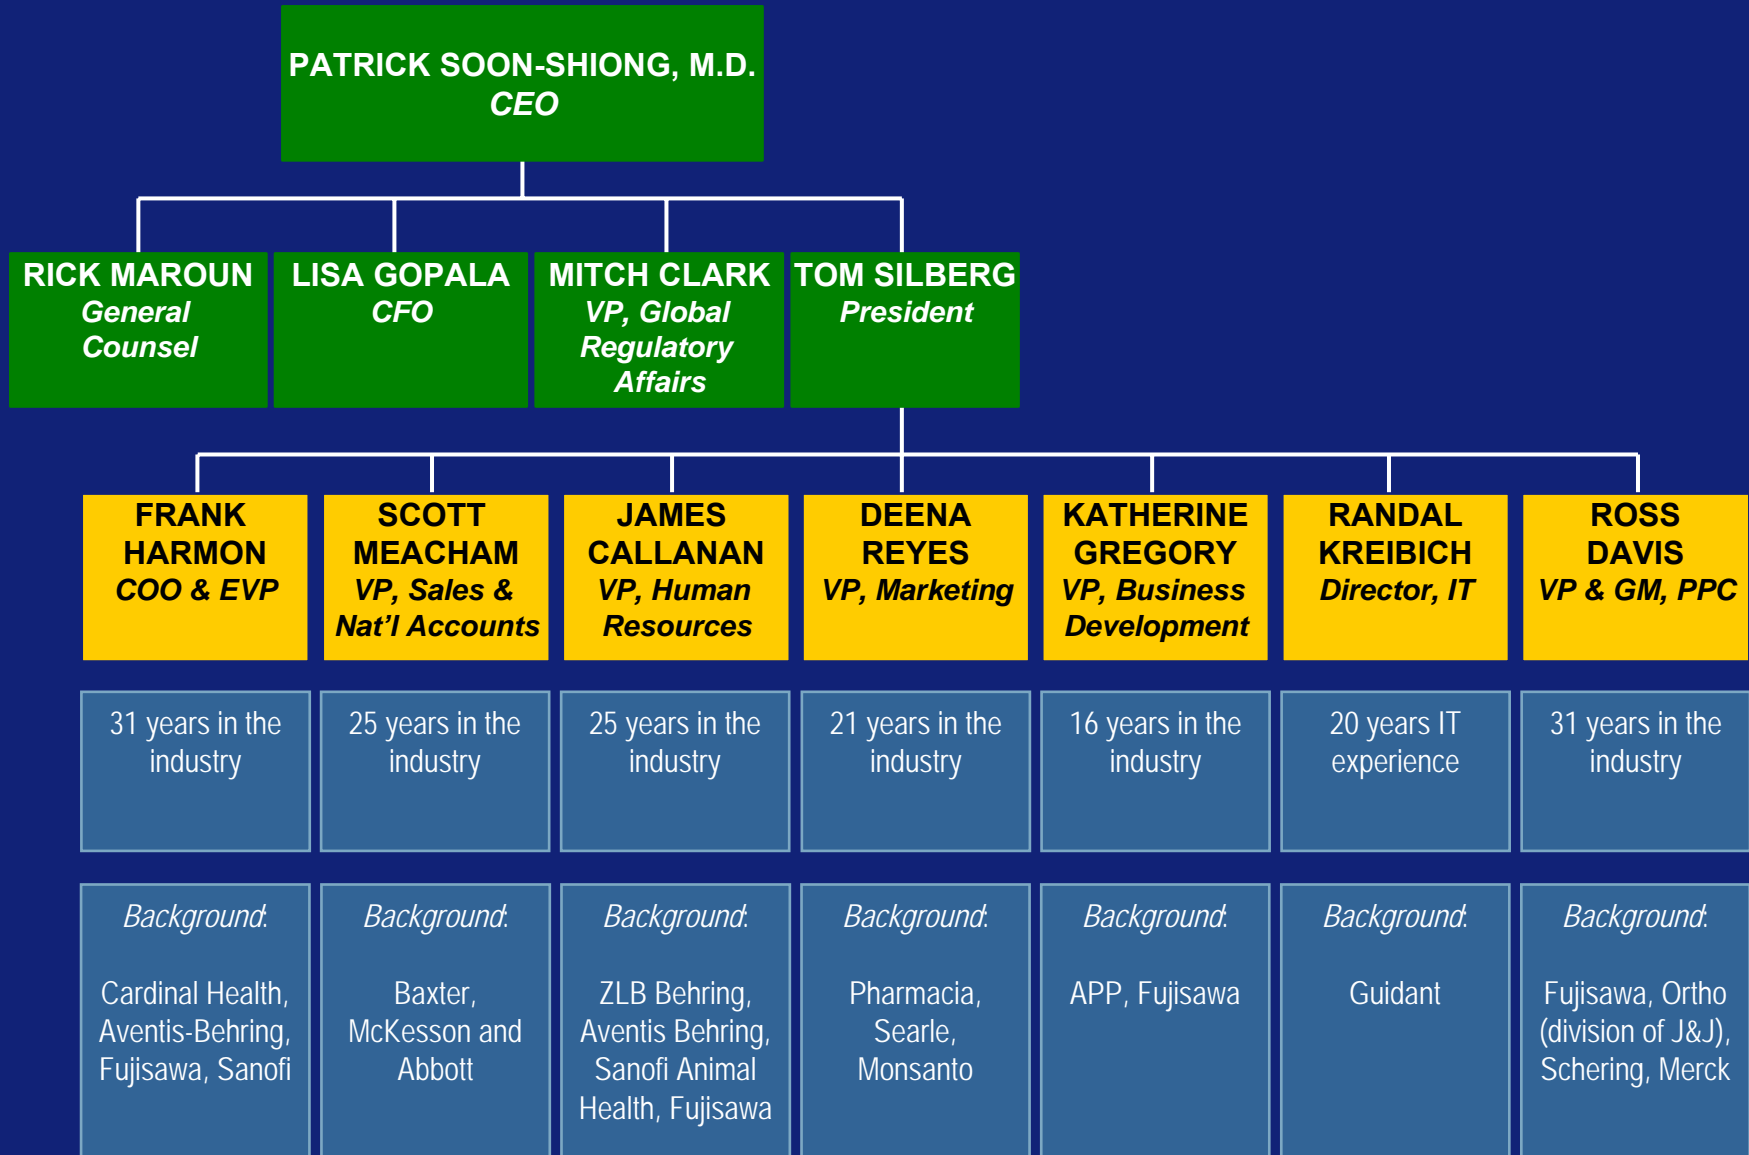 PATRICK SOON-SHIONG, M.D.
CEO
RICK MAROUN
General
Counsel
LISA GOPALA
CFO
MITCH CLARK
VP, Global
Regulatory
Affairs
TOM SILBERG
President
FRANK
HARMON
COO & EVP
SCOTT
MEACHAM
VP, Sales &
Nat’l Accounts
JAMES
CALLANAN
VP, Human
Resources
DEENA
REYES
VP, Marketing
KATHERINE
GREGORY
VP, Business
Development
RANDAL
KREIBICH
Director, IT
ROSS
DAVIS
VP & GM, PPC
31 years in the
industry
25 years in the
industry
25 years in the
industry
21 years in the
industry
16 years in the
industry
20 years IT
experience
31 years in the
industry
Background:
Cardinal Health,
Aventis-Behring,
Fujisawa, Sanofi
Background:
Baxter,
McKesson and
Abbott
Background:
ZLB Behring,
Aventis Behring,
Sanofi Animal
Health, Fujisawa
Background:
Pharmacia,
Searle,
Monsanto
Background:
APP, Fujisawa
Background:
Guidant
Background:
Fujisawa, Ortho
(division of J&J),
Schering, Merck